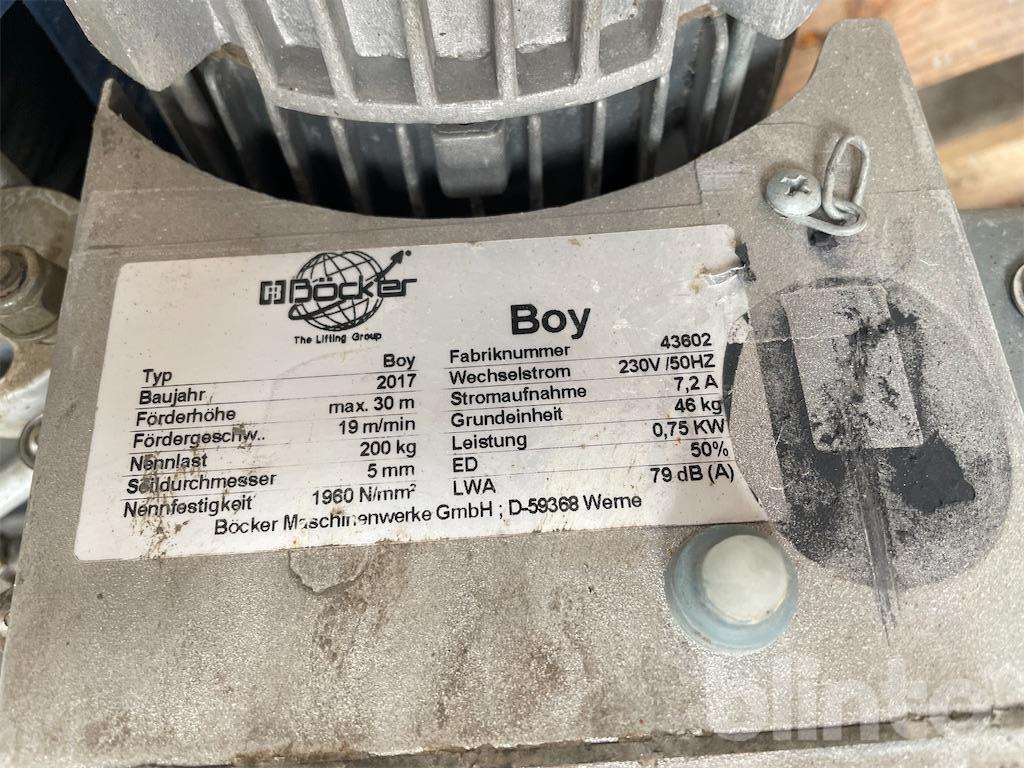 Böcker
The Lifting Group
Boy
Typ Boy
Baujahr 2017
Förderhöhe max. 30 m
Fördergeschw.. 19 m/min
Nennlast 200 kg
Seildurchmesser 5 mm
Nennfestigkeit 1960 N/mm²
Fabriknummer 43602
Wechselstrom 230V /50HZ
Stromaufnahme 7,2 A
Grundeinheit 46 kg
Leistung 0,75 KW
ED 50%
LWA 79 dB (A)
Böcker Maschinenwerke GmbH ; D-59368 Werne
blinto